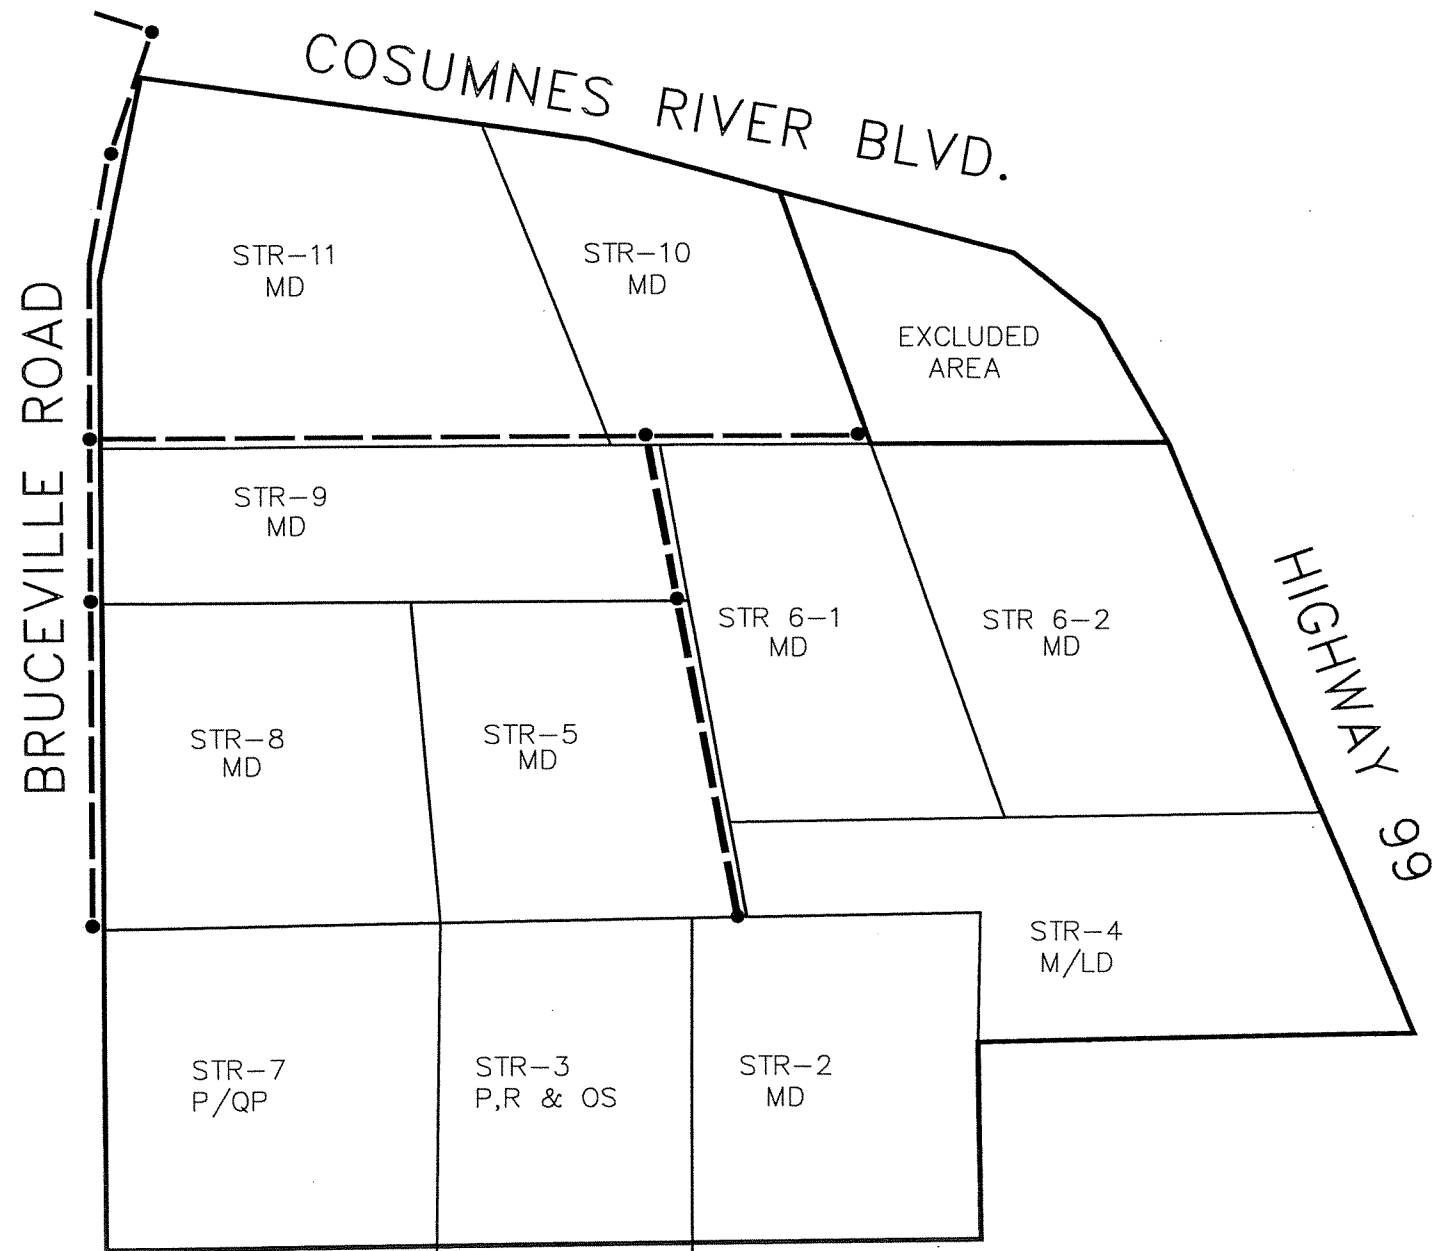 COSUMNES RIVER BLVD.
STR-11
MD
STR-10
MD
EXCLUDED
AREA
BRUCEVILLE ROAD
STR-9
MD
STR 6-1
MD
STR 6-2
MD
HIGHWAY 99
STR-8
MD
STR-5
MD
STR-4
M/LD
STR-7
P/QP
STR-3
P,R & OS
STR-2
MD